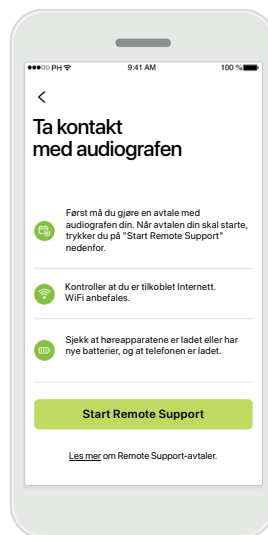 PH 9:41 AM 100 %
Ta kontakt
med audiografen
Først må du gjøre en avtale med
audiografen din. Når avtalen din skal starte,
trykker du på "Start Remote Support"
nedenfor.
Kontroller at du er tilkoblet Internett.
WiFi anbefales.
Sjekk at høreapparatene er ladet eller har
nye batterier, og at telefonen er ladet.
Start Remote Support
Les mer om Remote Support-avtaler.